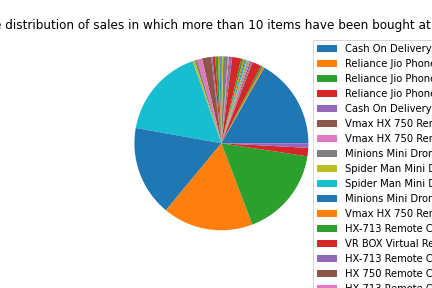 distribution of sales in which more than 10 items have been bought at
Cash On Delivery
Reliance Jio Phone
Reliance Jio Phone
Reliance Jio Phone
Cash On Delivery
Vmax HX 750 Rem
Vmax HX 750 Rem
Minions Mini Dron
Spider Man Mini D
Spider Man Mini D
Minions Mini Dron
Vmax HX 750 Rem
HX-713 Remote C
VR BOX Virtual Re
HX-713 Remote C
HX 750 Remote C
HX-713 Remote C